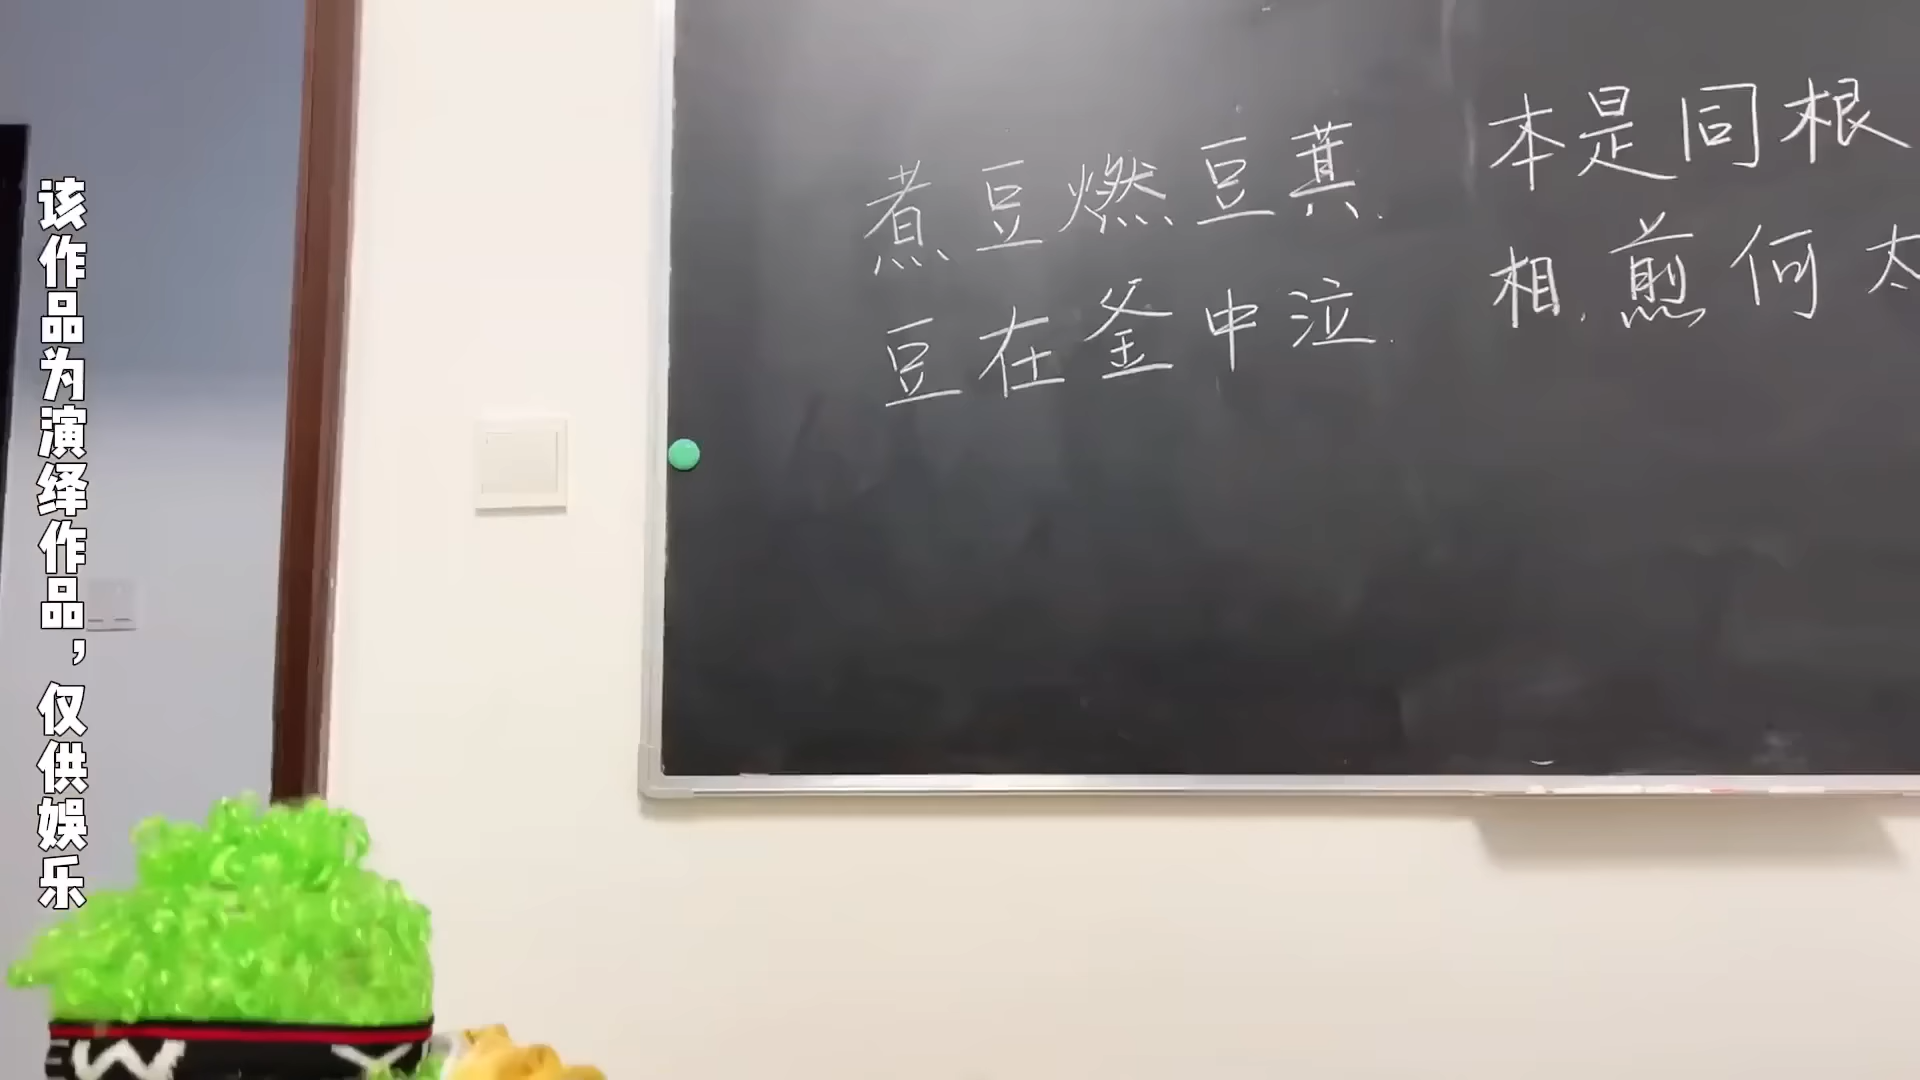 该作品为演绎作品，仅供娱乐
煮豆燃豆萁
豆在釜中泣
本是同根
相煎何太